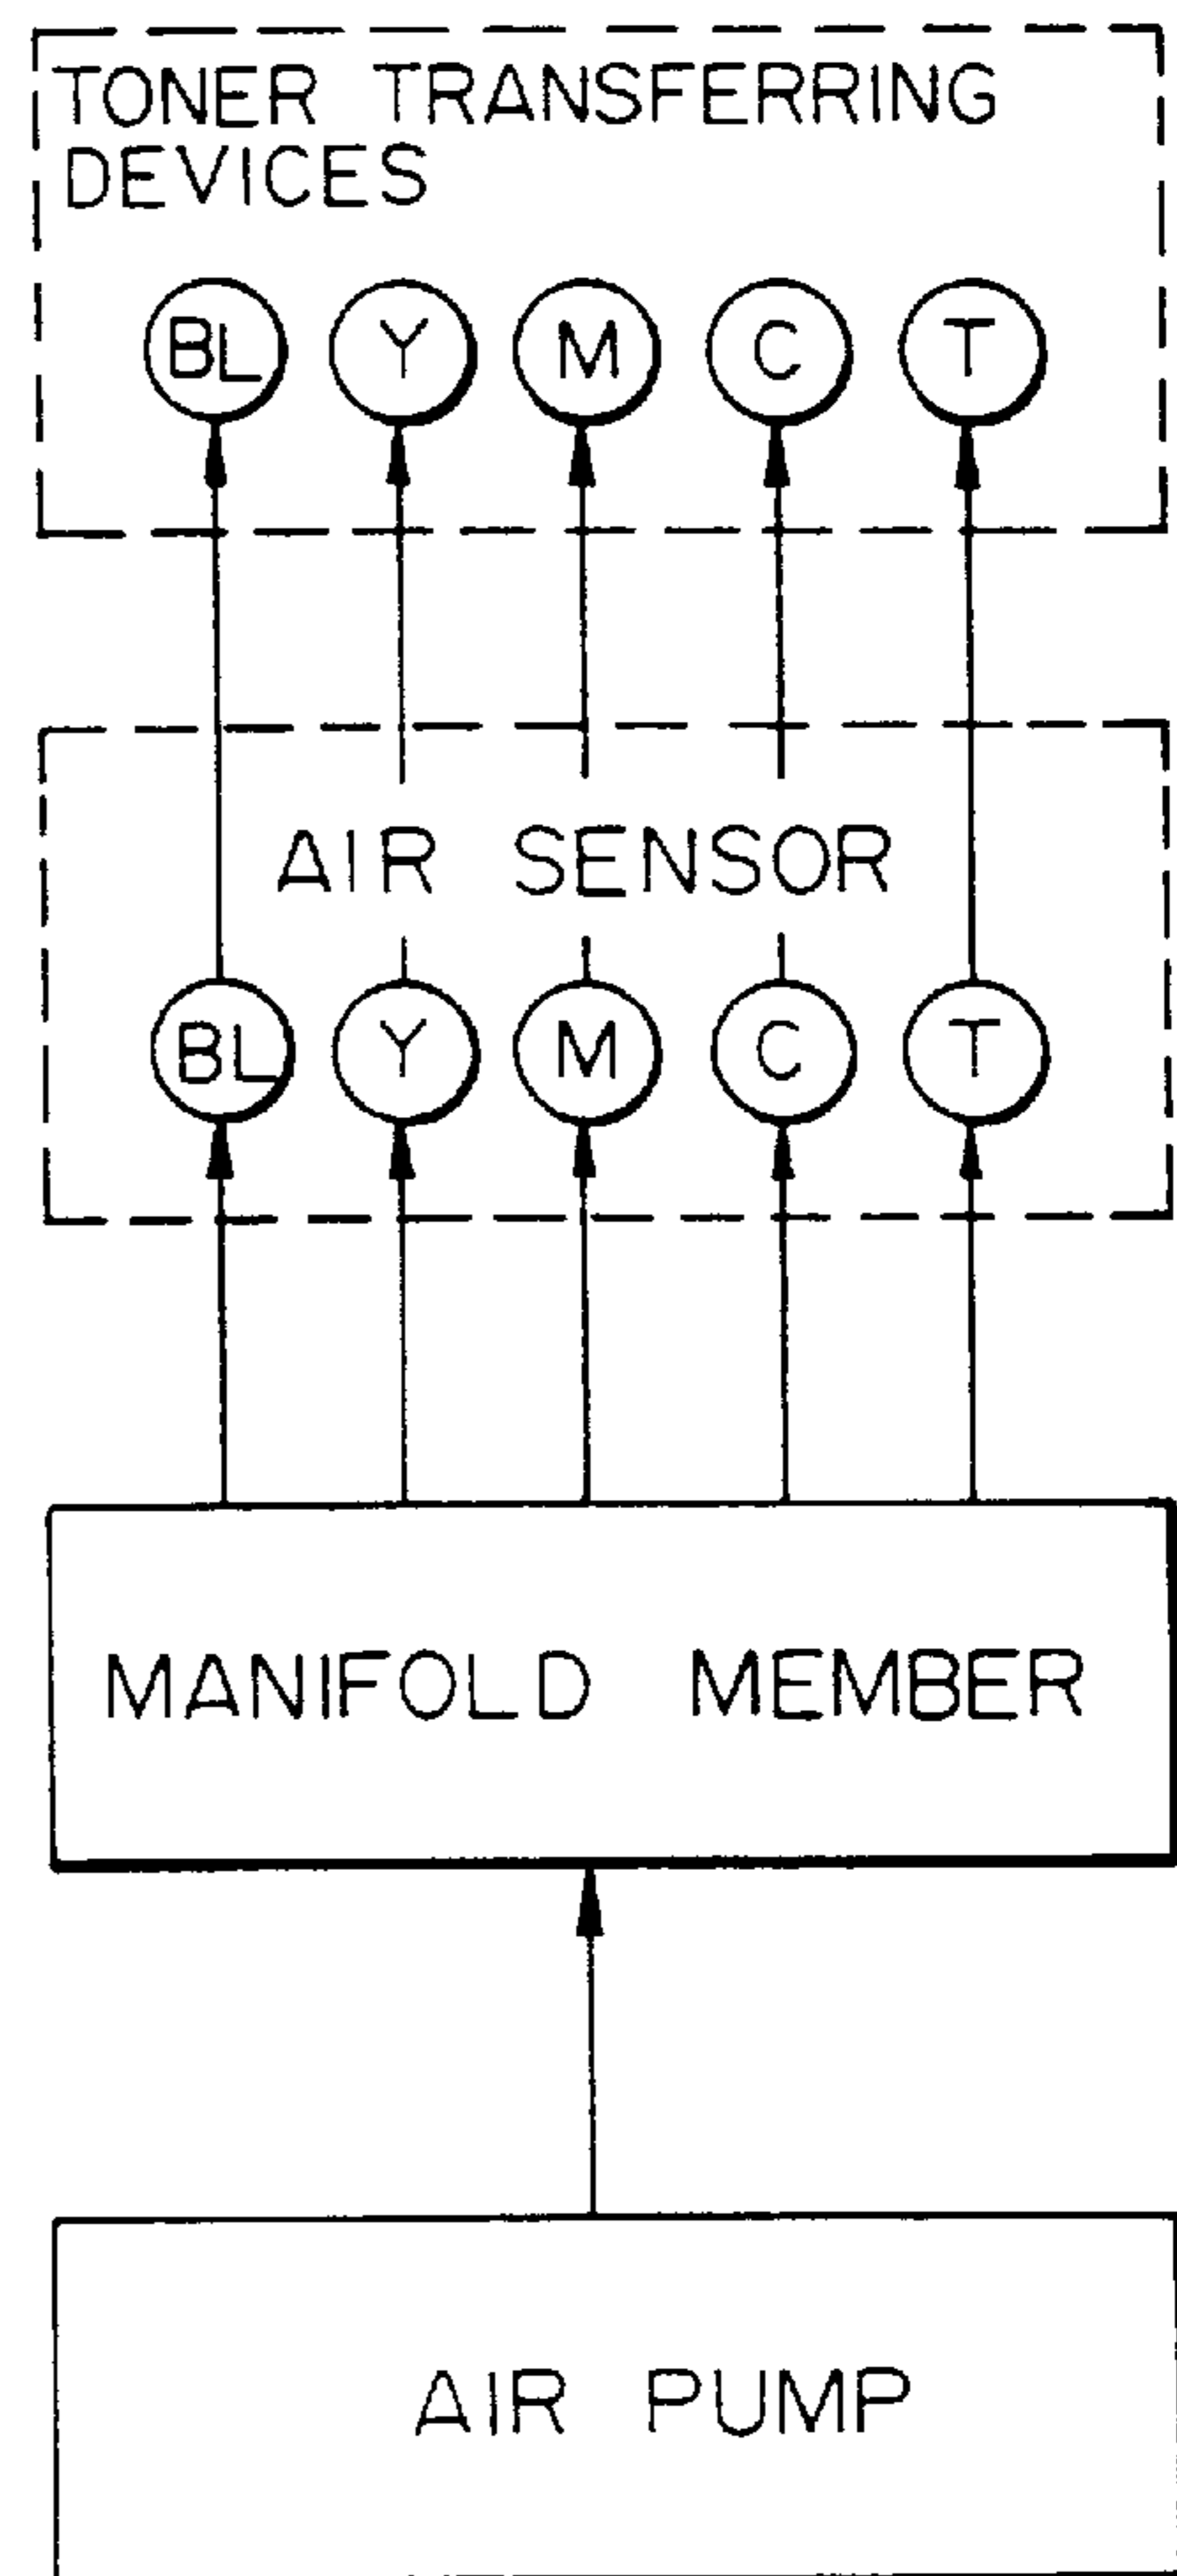 TONER TRANSFERRING
DEVICES
BL Y M C T
AIR SENSOR
BL Y M C T
MANIFOLD MEMBER
AIR PUMP